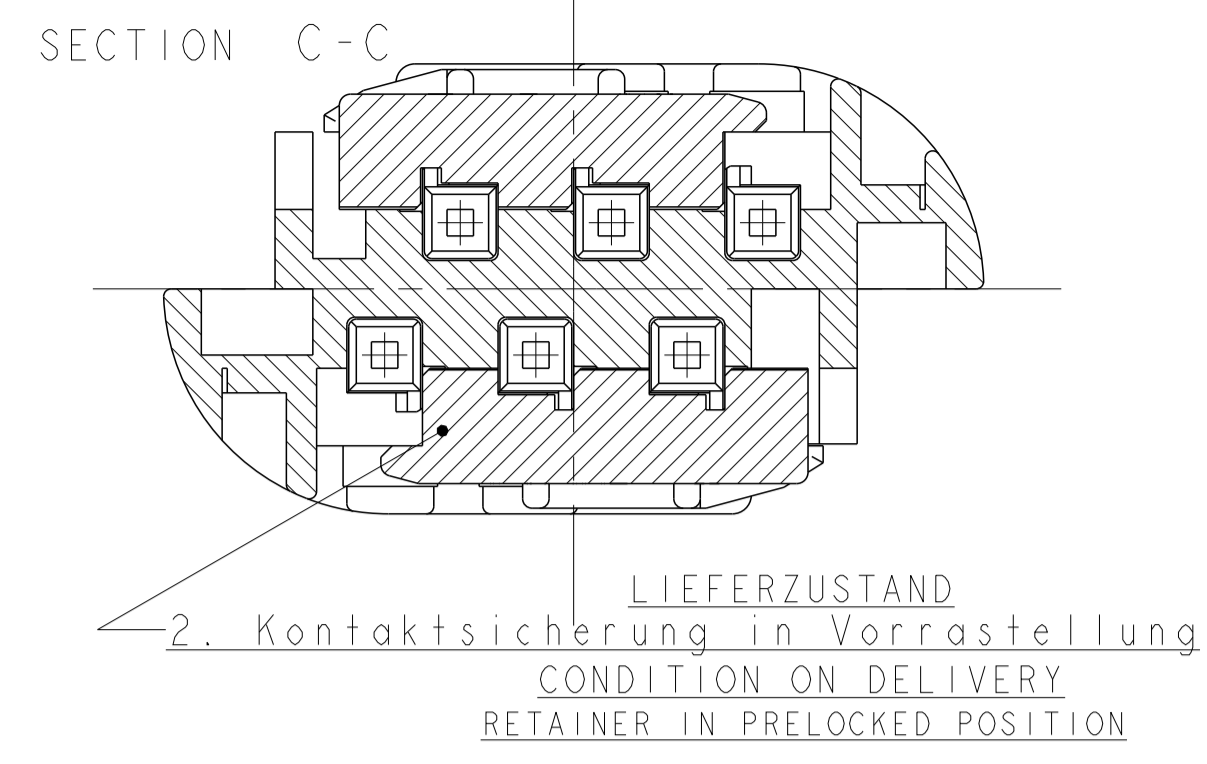 SECTION C-C
LIEFERZUSTAND
2. Kontaktsicherung in Vorrastellung
CONDITION ON DELIVERY
RETAINER IN PRELOCKED POSITION